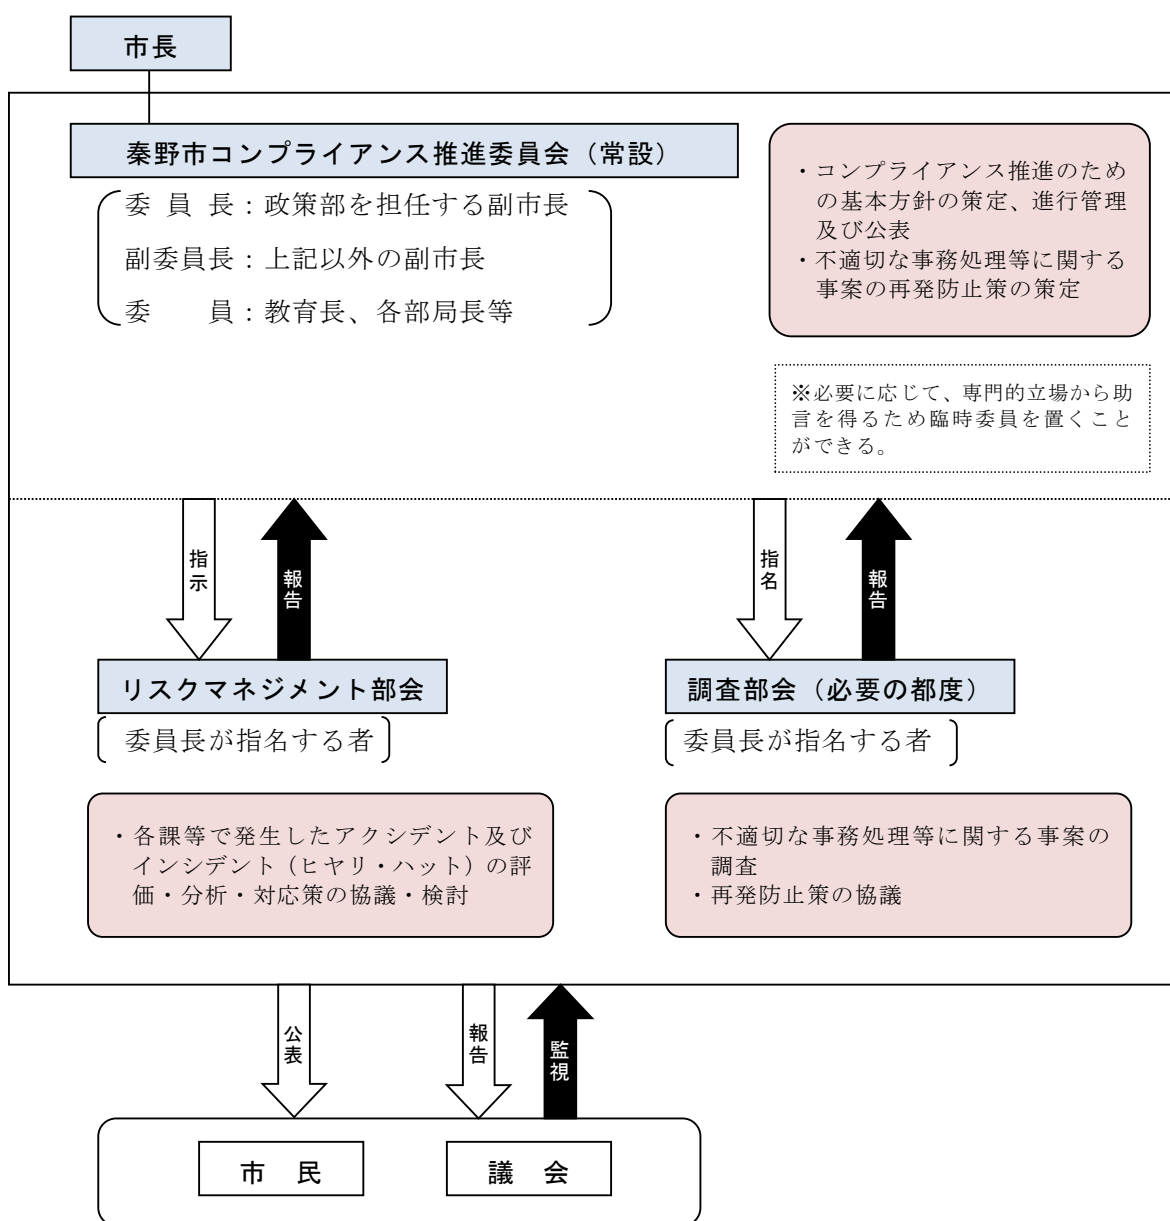 市長
秦野市コンプライアンス推進委員会（常設）
委 員 長：政策部を担任する副市長
副委員長：上記以外の副市長
委　　員：教育長、各部局長等
・コンプライアンス推進のため
の基本方針の策定、進行管理
及び公表
・不適切な事務処理等に関する
事案の再発防止策の策定
※必要に応じて、専門的立場から助
言を得るため臨時委員を置くこと
ができる。
指示
報告
指名
報告
リスクマネジメント部会
委員長が指名する者
調査部会（必要の都度）
委員長が指名する者
・各課等で発生したアクシデント及び
インシデント（ヒヤリ・ハット）の評
価・分析・対応策の協議・検討
・不適切な事務処理等に関する事案の
調査
・再発防止策の協議
公表
報告
監視
市　民
議　会